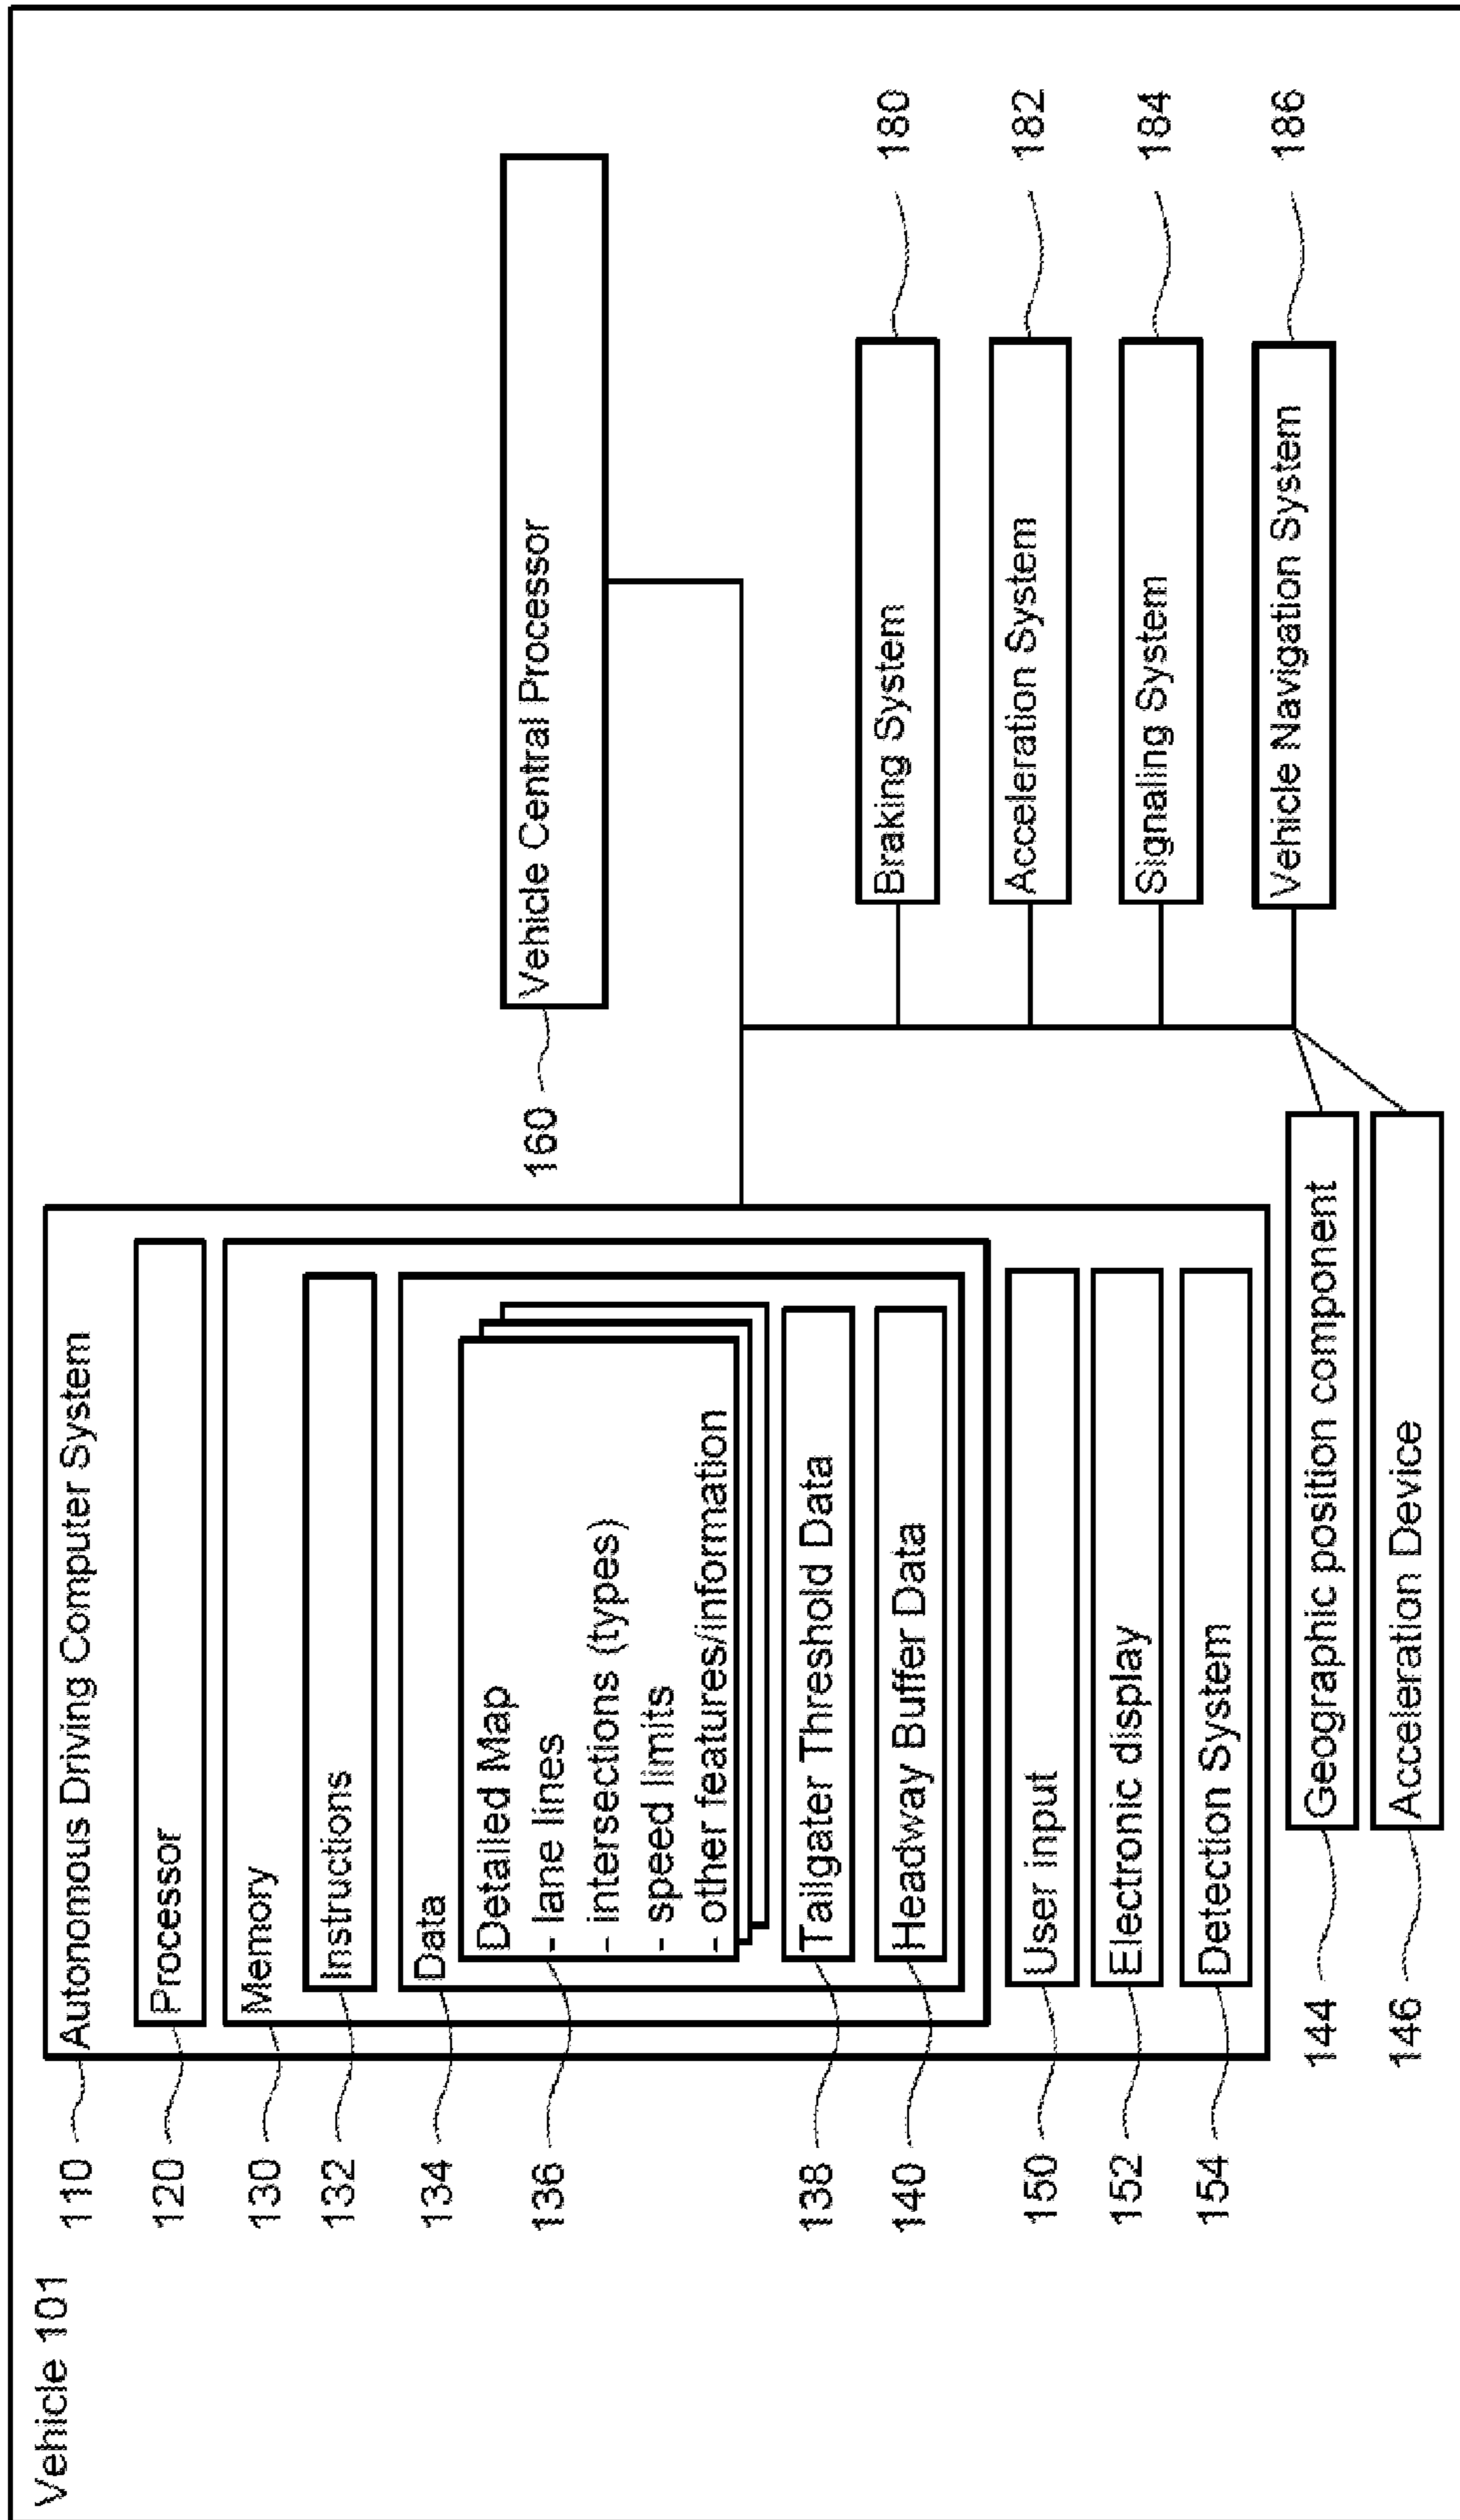 Vehicle 101
110
Autonomous Driving Computer System
120
Processor
130
Memory
132
Instructions
134
Data
136
Detailed Map
- lane lines
- intersections (types)
- speed limits
- other features/information
138
Tailgater Threshold Data
140
Headway Buffer Data
150
User input
152
Electronic display
154
Detection System
144
Geographic position component
146
Acceleration Device
160
Vehicle Central Processor
Braking System
180
Acceleration System
182
Signaling System
184
Vehicle Navigation System
186